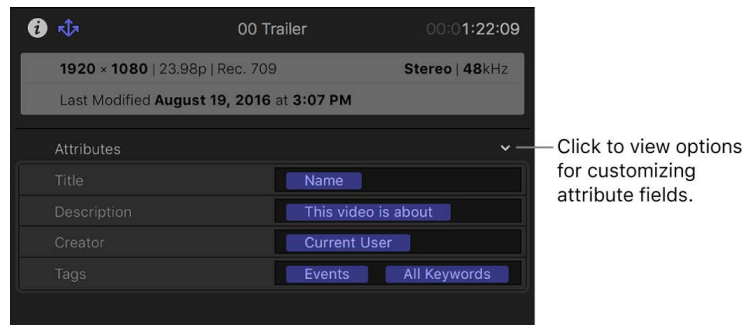 00 Trailer 00:01:22:09
1920 × 1080 | 23.98p | Rec. 709 Stereo | 48kHz
Last Modified August 19, 2016 at 3:07 PM
Attributes
Click to view options
for customizing
attribute fields.
Title Name
Description This video is about
Creator Current User
Tags Events All Keywords